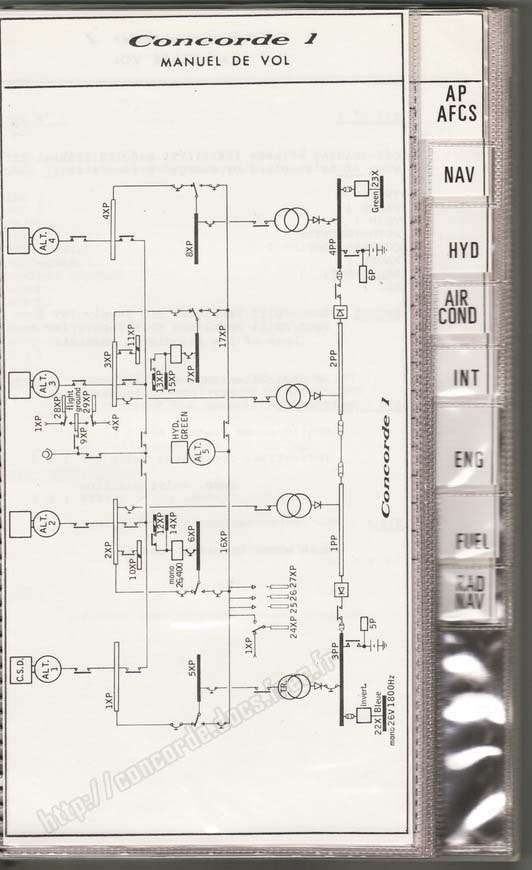 Concorde 1
MANUEL DE VOL
AP
AFCS
NAV
HYD
AIR
COND
INT
ENG
FUEL
RAD
NAV
ALT.
4
4XP
8XP
4PP
Green 23X
6P
ALT.
3
3XP
11XP
13XP
15XP
7XP
17XP
2PP
1XP
28XP
flight
ground
29XP
9XP
4XP
HYD.
GREEN
ALT.
5
Concorde 1
ALT.
2
2XP
10XP
12XP
14XP
mono
26/400
6XP
16XP
1PP
1XP
24XP 25 26 27XP
C.S.D.
ALT.
1
1XP
5XP
TR.
3PP
5P
invert.
22X Bleue
mono 26V 1800Hz
http://concorde.docs.free.fr